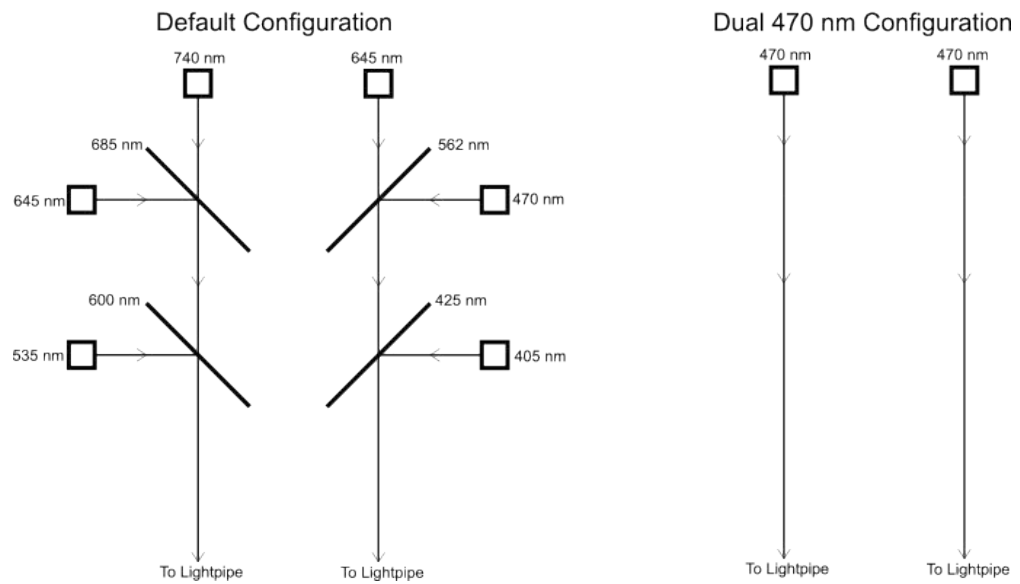 Default Configuration
Dual 470 nm Configuration
740 nm
645 nm
470 nm
470 nm
685 nm
562 nm
645 nm
470 nm
600 nm
425 nm
535 nm
405 nm
To Lightpipe
To Lightpipe
To Lightpipe
To Lightpipe